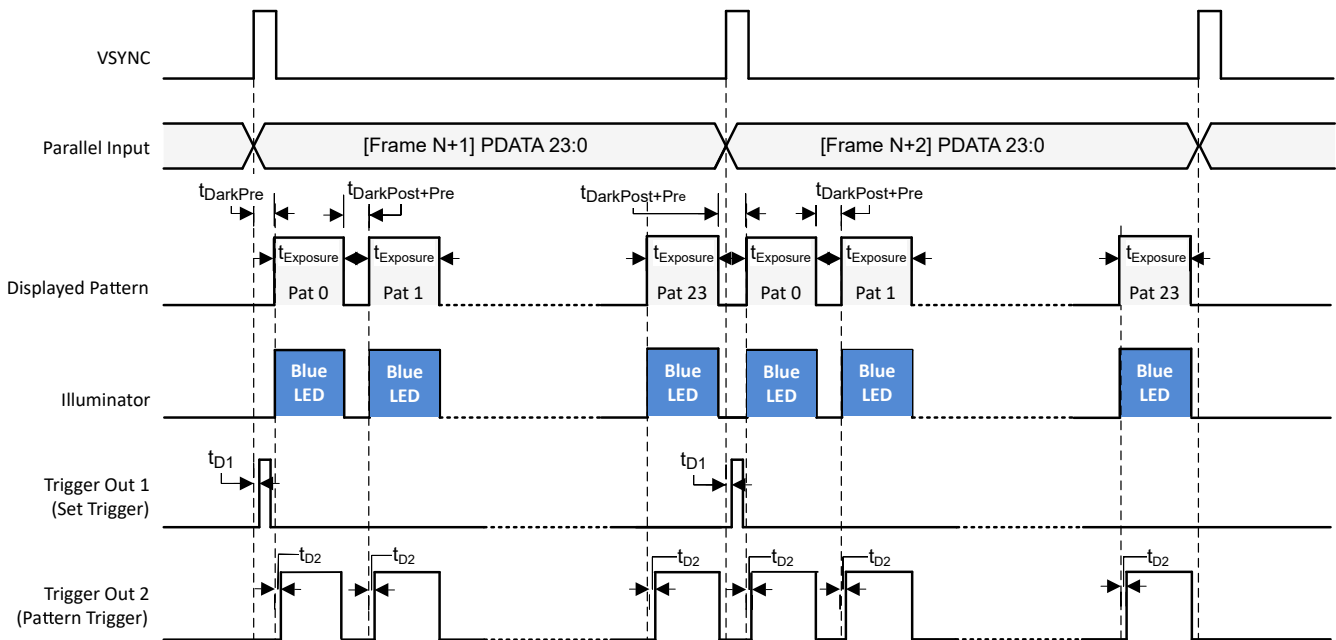 VSYNC
Parallel Input
[Frame N+1] PDATA 23:0
[Frame N+2] PDATA 23:0
tDarkPre
tDarkPost+Pre
tDarkPost+Pre
tDarkPost+Pre
Displayed Pattern
tExposure
tExposure
tExposure
tExposure
tExposure
tExposure
Pat 0
Pat 1
Pat 23
Pat 0
Pat 1
Pat 23
Illuminator
Blue
LED
Blue
LED
Blue
LED
Blue
LED
Blue
LED
Blue
LED
tD1
tD1
Trigger Out 1
(Set Trigger)
tD2
tD2
tD2
tD2
tD2
tD2
Trigger Out 2
(Pattern Trigger)